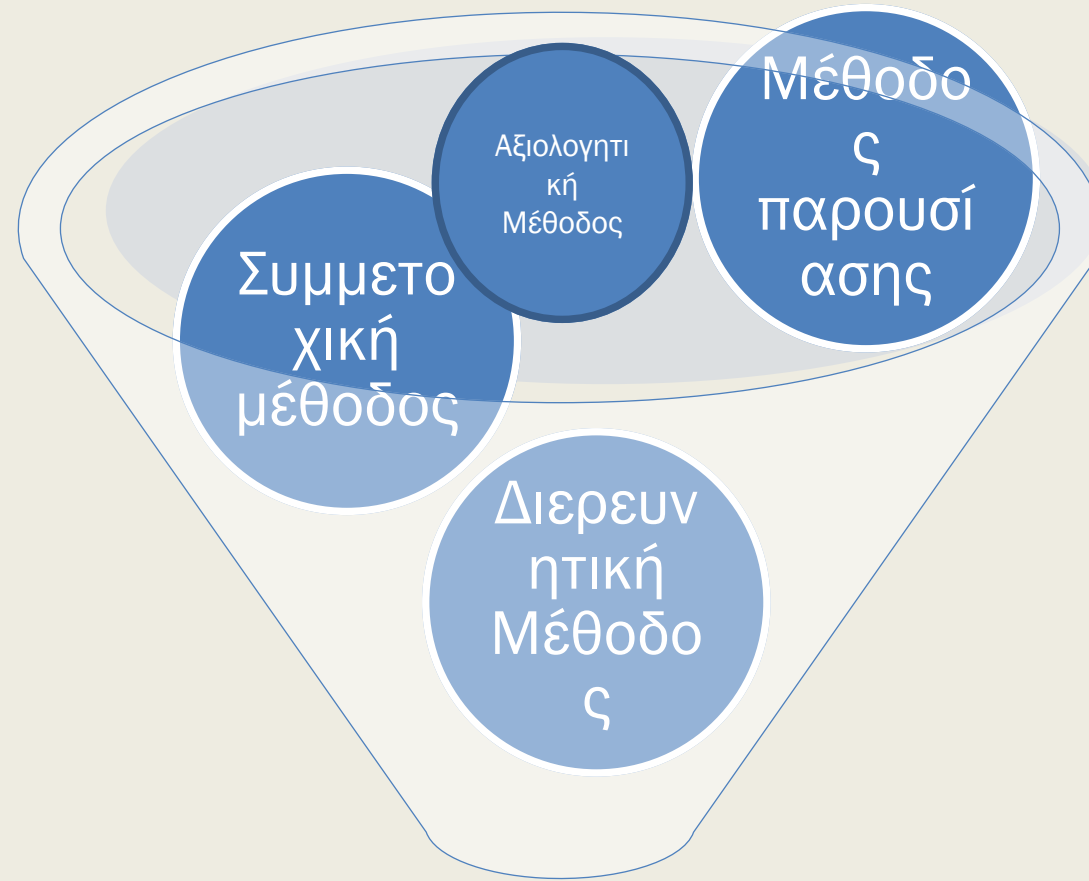 Αξιολογητι
κή
Μέθοδος
Μέθοδο
ς
παρουσί
ασης
Συμμετο
χική
μέθοδος
Διερευν
ητική
Μέθοδο
ς